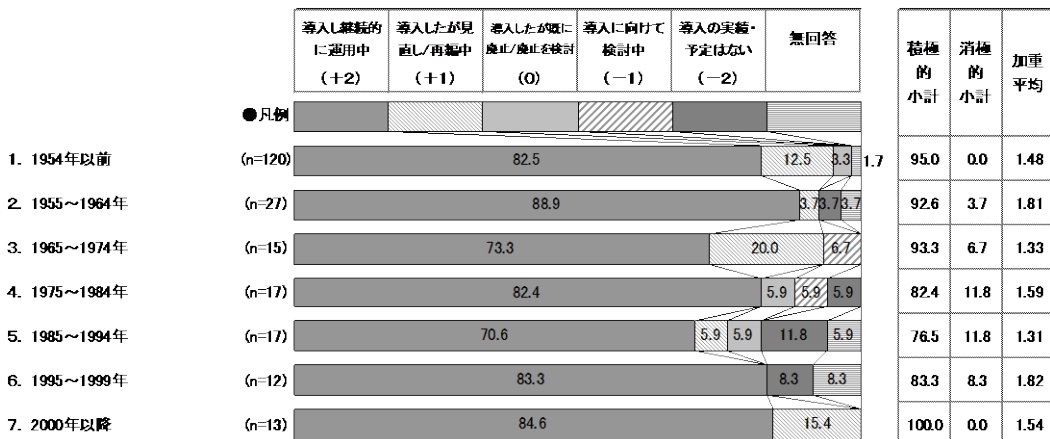 導入し継続的 導入したが見 導入したが既に 導入に向けて 導入の実績・ 無回答
に運用中 直し/再編中 廃止/廃止を検討 検討中 予定はない
(+2) (+1) (0) (-1) (-2)
積極的小計 消極的小計 加重平均
●凡例
1. 1954年以前 (n=120) 82.5 12.5 3.3 1.7 95.0 0.0 1.48
2. 1955～1964年 (n=27) 88.9 3.7 3.7 3.7 92.6 3.7 1.81
3. 1965～1974年 (n=15) 73.3 20.0 6.7 93.3 6.7 1.33
4. 1975～1984年 (n=17) 82.4 5.9 5.9 5.9 82.4 11.8 1.59
5. 1985～1994年 (n=17) 70.6 5.9 5.9 11.8 5.9 76.5 11.8 1.31
6. 1995～1999年 (n=12) 83.3 8.3 8.3 83.3 8.3 1.82
7. 2000年以降 (n=13) 84.6 15.4 100.0 0.0 1.54